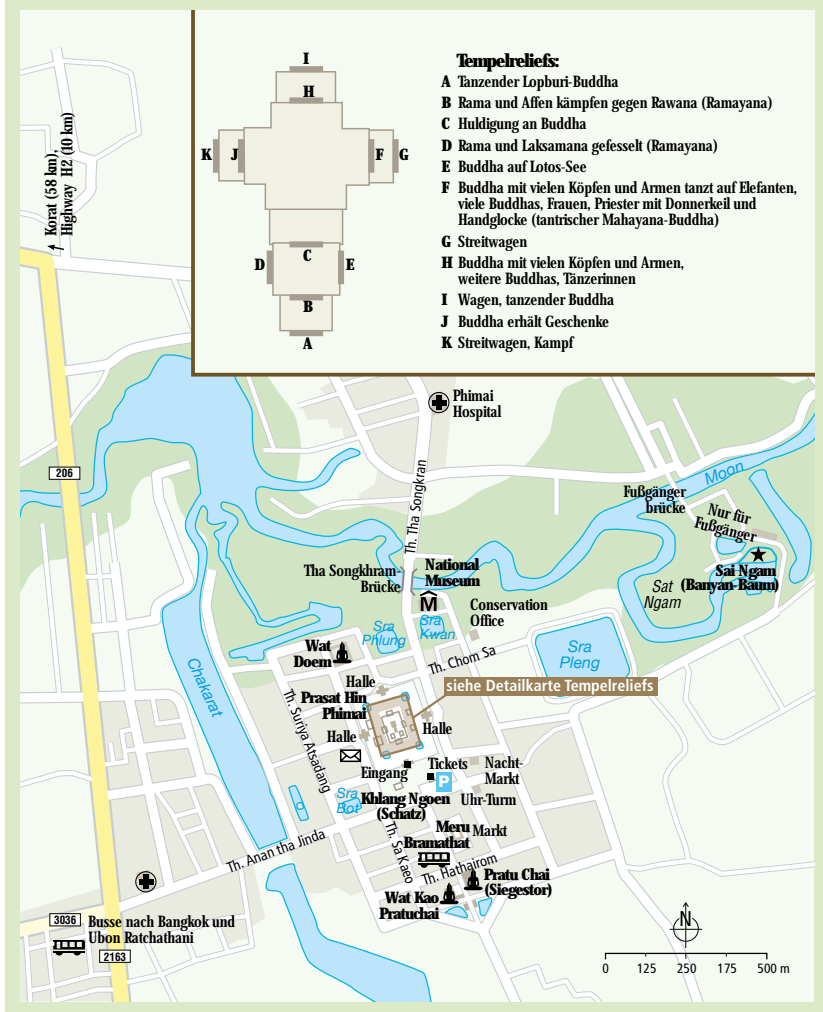 I
H
K
J
F
G
D
C
E
B
A
Tempelreliefs:
A Tanzender Lopburi-Buddha
B Rama und Affen kämpfen gegen Rawana (Ramayana)
C Huldigung an Buddha
D Rama und Laksamana gefesselt (Ramayana)
E Buddha auf Lotos-See
F Buddha mit vielen Köpfen und Armen tanzt auf Elefanten,
viele Buddhas, Frauen, Priester mit Donnerkeil und
Handglocke (tantrischer Mahayana-Buddha)
G Streitwagen
H Buddha mit vielen Köpfen und Armen,
weitere Buddhas, Tänzerinnen
I Wagen, tanzender Buddha
J Buddha erhält Geschenke
K Streitwagen, Kampf
Korat (58 km),
Highway H2 (10 km)
Phimai
Hospital
206
Th. Tha Songkran
Moon
Fußgänger
brücke
Nur für
Fußgänger
Sai Ngam
(Banyan-Baum)
Sat
Ngam
Tha Songkhram-
Brücke
National
Museum
M
Conservation
Office
Sra
Phlung
Sra
Kwan
Sra
Pleng
Wat
Doem
Th. Chom Sa
Chakarat
Halle
siehe Detailkarte Tempelreliefs
Prasat Hin
Phimai
Th. Suriya Atsadang
Halle
Halle
Eingang
Tickets
P
Nacht-
Markt
Sra
Bot
Khlang Ngoen
(Schatz)
Uhr-Turm
Th. Anan tha Jinda
Th. Sa Kaeo
Meru
Bramathat
Markt
Th. Hathairom
Pratu Chai
(Siegestor)
Wat Kao
Pratuchai
3036
Busse nach Bangkok und
Ubon Ratchathani
2163
N
0 125 250 500 m